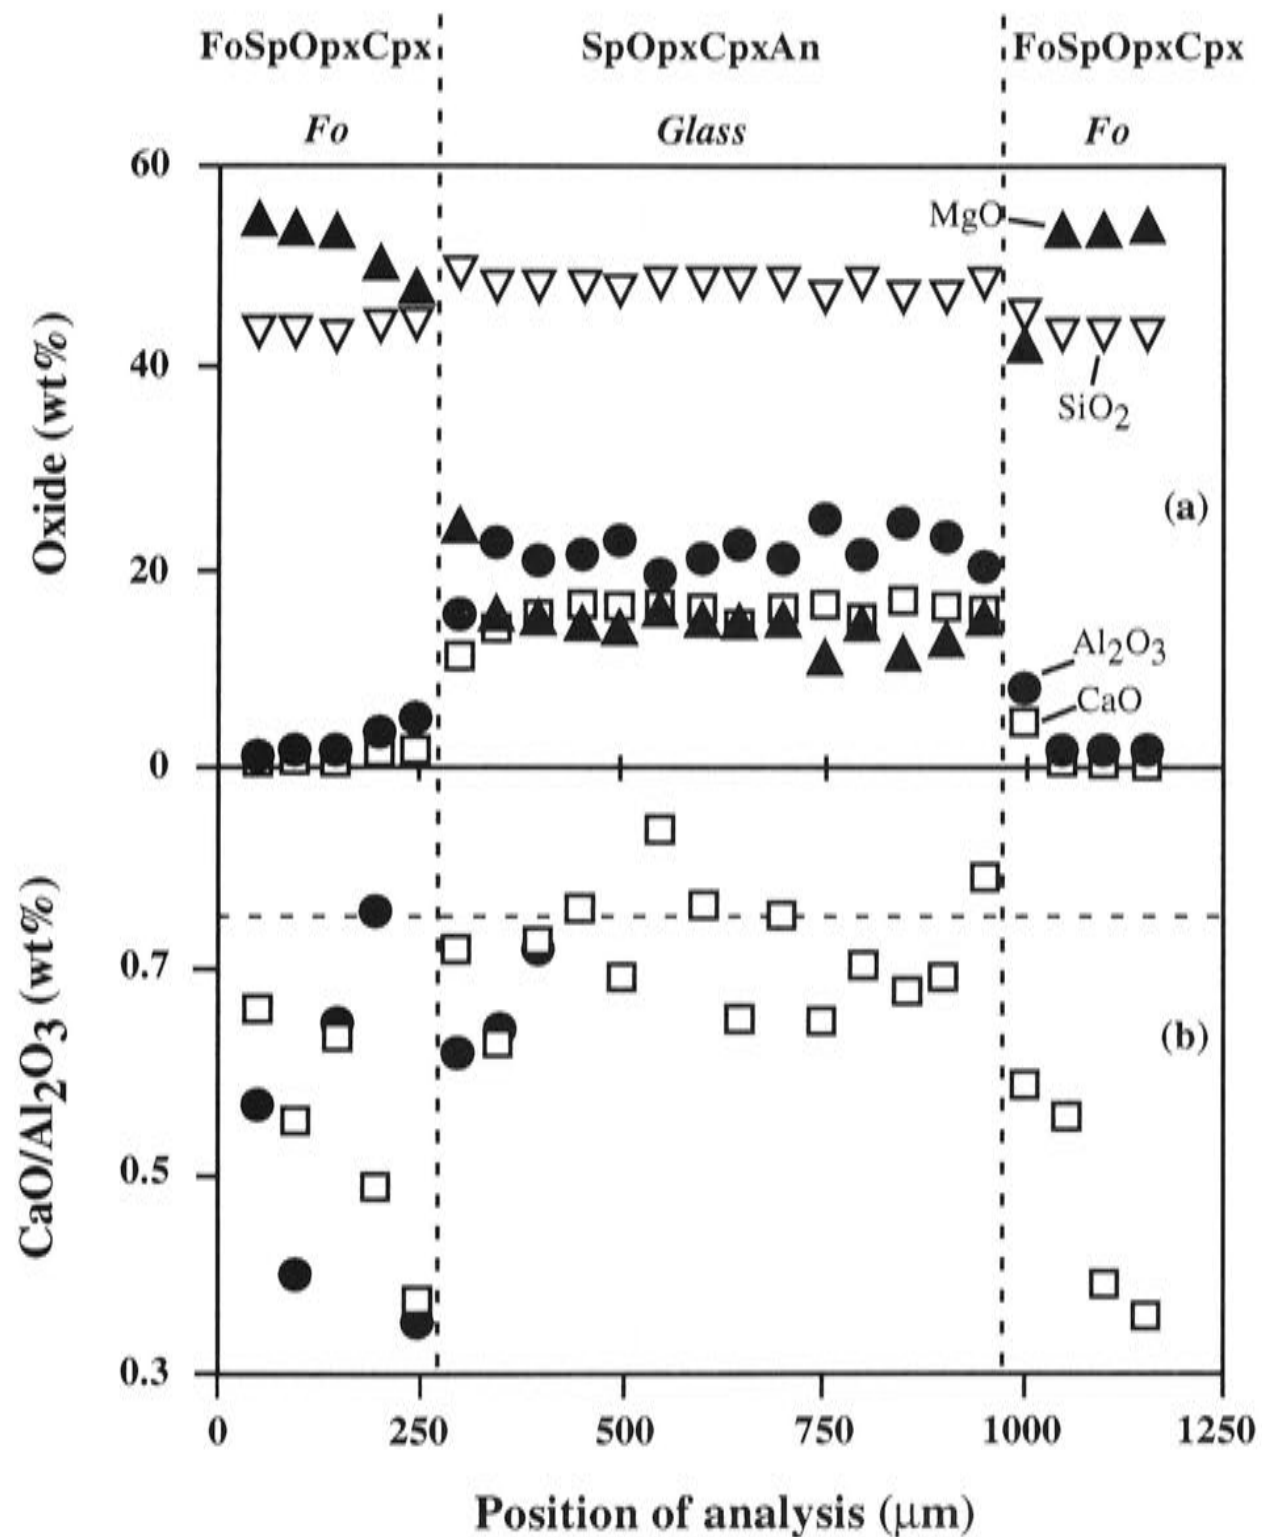 FoSpOpxCpx SpOpxCpxAn FoSpOpxCpx
Fo Glass Fo
60
MgO
40
SiO2
Oxide (wt%)
(a)
20
Al2O3
CaO
0
0.7
CaO/Al2O3 (wt%)
(b)
0.5
0.3
0 250 500 750 1000 1250
Position of analysis (μm)